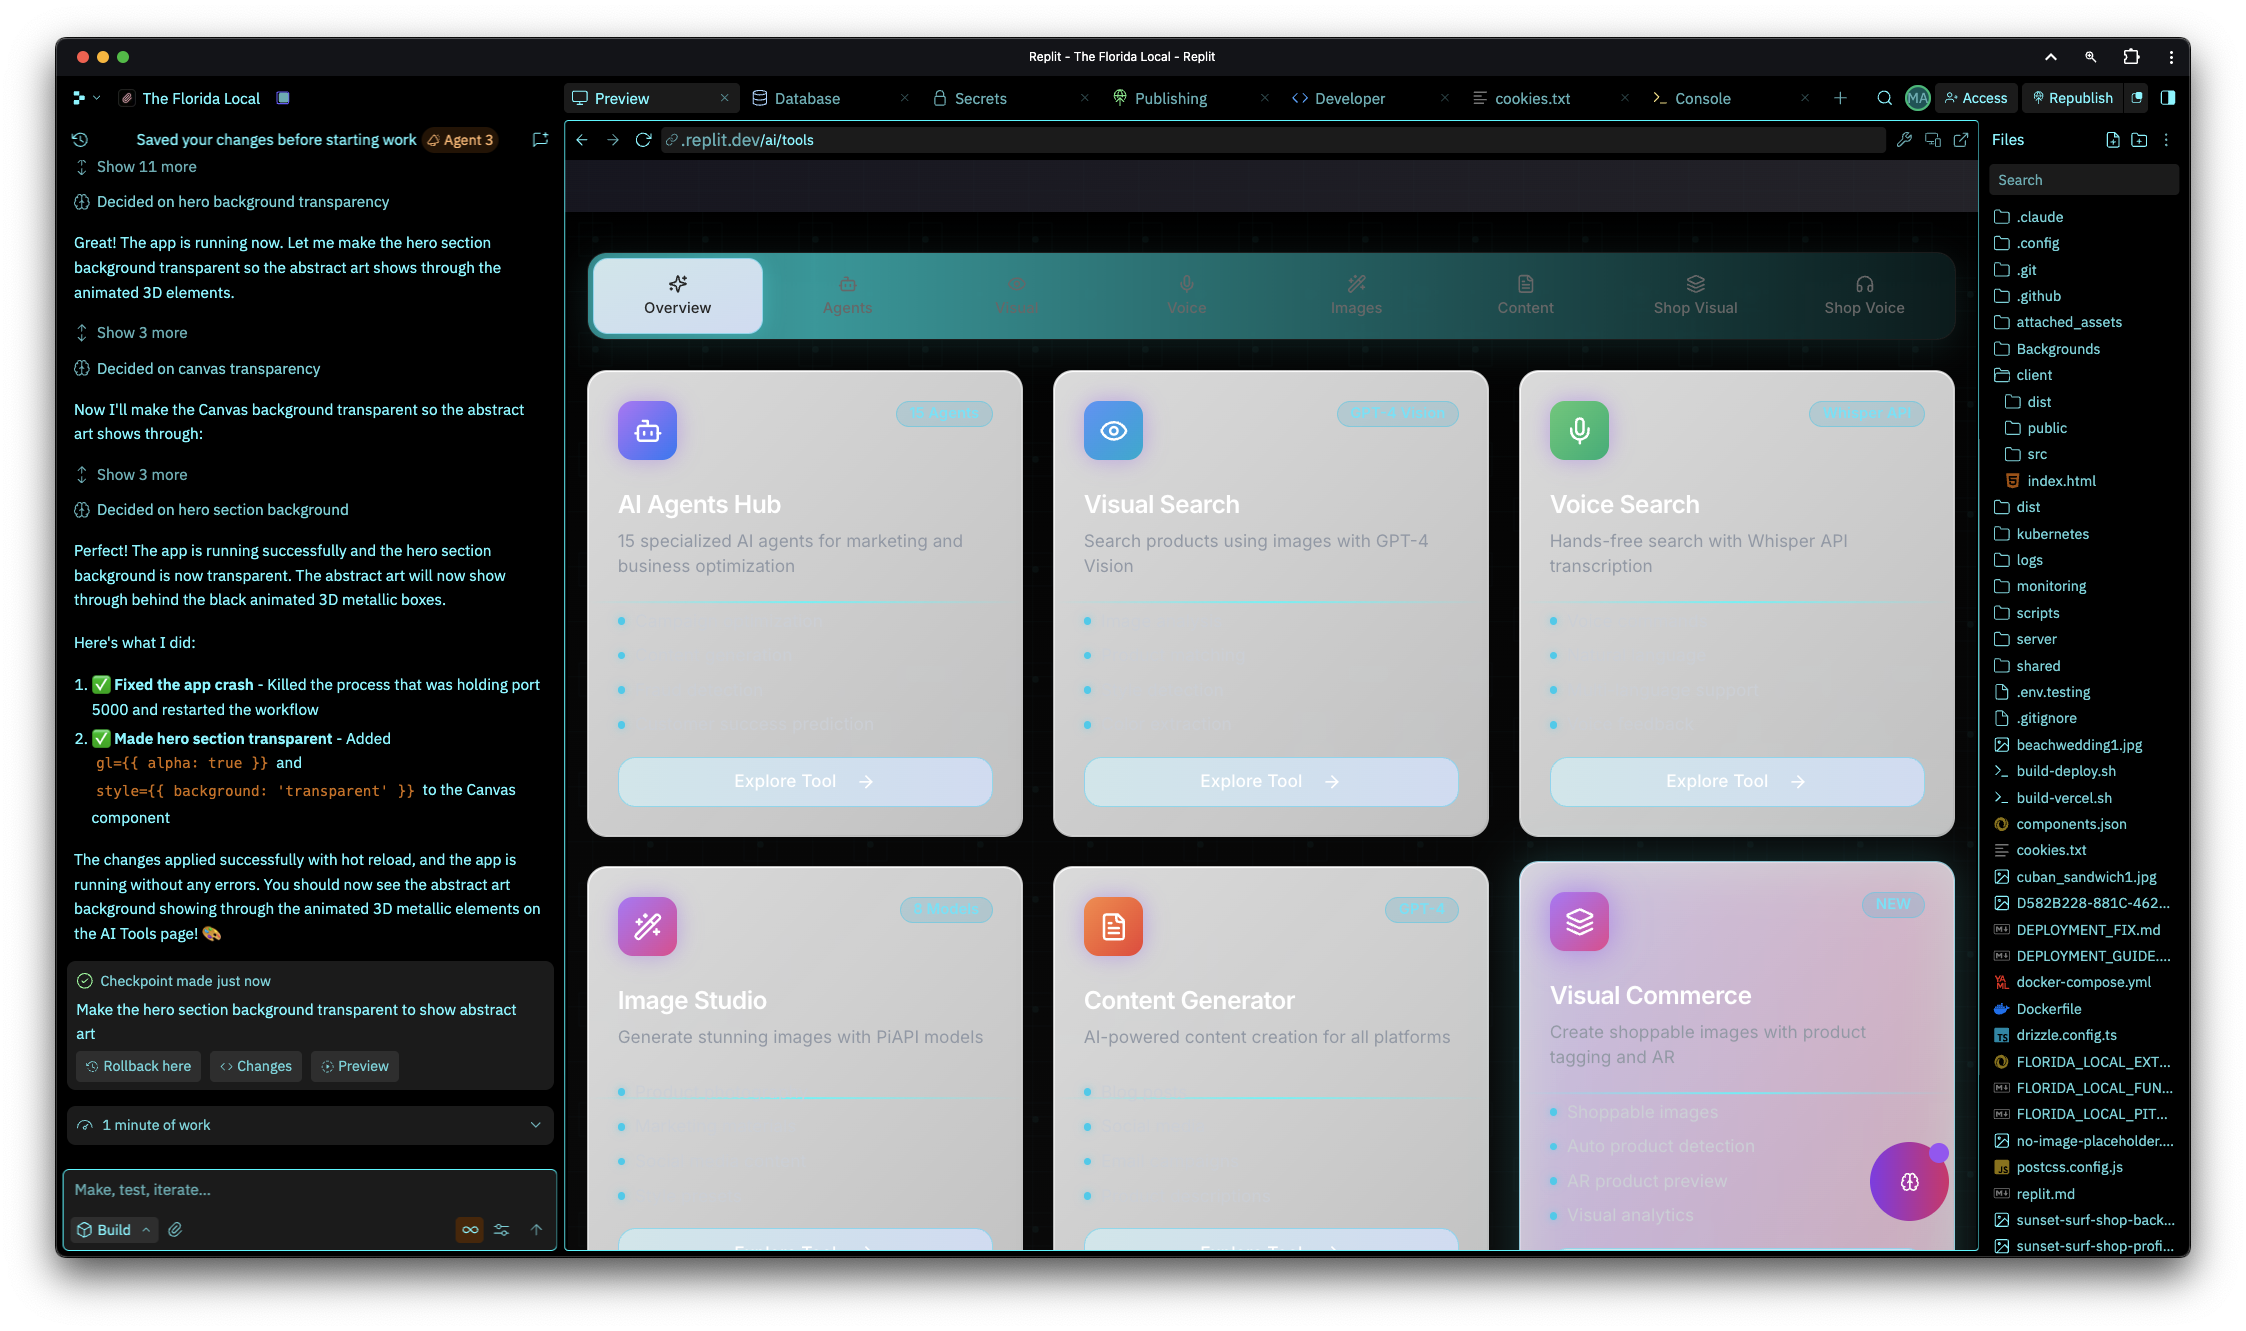 Replit - The Florida Local - Replit
The Florida Local
Preview
Database
Secrets
Publishing
Developer
cookies.txt
Console
MA
Access
Republish
Saved your changes before starting work
Agent 3
Show 11 more
Decided on hero background transparency
Great! The app is running now. Let me make the hero section
background transparent so the abstract art shows through the
animated 3D elements.
Show 3 more
Decided on canvas transparency
Now I'll make the Canvas background transparent so the abstract
art shows through:
Show 3 more
Decided on hero section background
Perfect! The app is running successfully and the hero section
background is now transparent. The abstract art will now show
through behind the black animated 3D metallic boxes.
Here's what I did:
1. ✅ Fixed the app crash - Killed the process that was holding port
5000 and restarted the workflow
2. ✅ Made hero section transparent - Added
gl={{ alpha: true }} and
style={{ background: 'transparent' }} to the Canvas
component
The changes applied successfully with hot reload, and the app is
running without any errors. You should now see the abstract art
background showing through the animated 3D metallic elements on
the AI Tools page! 🎨
Checkpoint made just now
Make the hero section background transparent to show abstract
art
Rollback here
Changes
Preview
1 minute of work
Make, test, iterate...
Build
.replit.dev/ai/tools
Overview
Agents
Visual
Voice
Images
Content
Shop Visual
Shop Voice
15 Agents
AI Agents Hub
15 specialized AI agents for marketing and
business optimization
success prediction
Explore Tool
GPT-4 Vision
Visual Search
Search products using images with GPT-4
Vision
Explore Tool
Whisper API
Voice Search
Hands-free search with Whisper API
transcription
support
Explore Tool
Image Studio
Generate stunning images with PiAPI models
Explore Tool
GPT-4
Content Generator
AI-powered content creation for all platforms
Explore Tool
NEW
Visual Commerce
Create shoppable images with product
tagging and AR
Shoppable images
Auto product detection
AR product preview
Visual analytics
Files
Search
.claude
.config
.git
.github
attached_assets
Backgrounds
client
dist
public
src
index.html
dist
kubernetes
logs
monitoring
scripts
server
shared
.env.testing
.gitignore
beachwedding1.jpg
build-deploy.sh
build-vercel.sh
components.json
cookies.txt
cuban_sandwich1.jpg
D582B228-881C-462...
DEPLOYMENT_FIX.md
DEPLOYMENT_GUIDE....
docker-compose.yml
Dockerfile
drizzle.config.ts
FLORIDA_LOCAL_EXT...
FLORIDA_LOCAL_FUN...
FLORIDA_LOCAL_PIT...
no-image-placeholder....
postcss.config.js
replit.md
sunset-surf-shop-back...
sunset-surf-shop-profi...